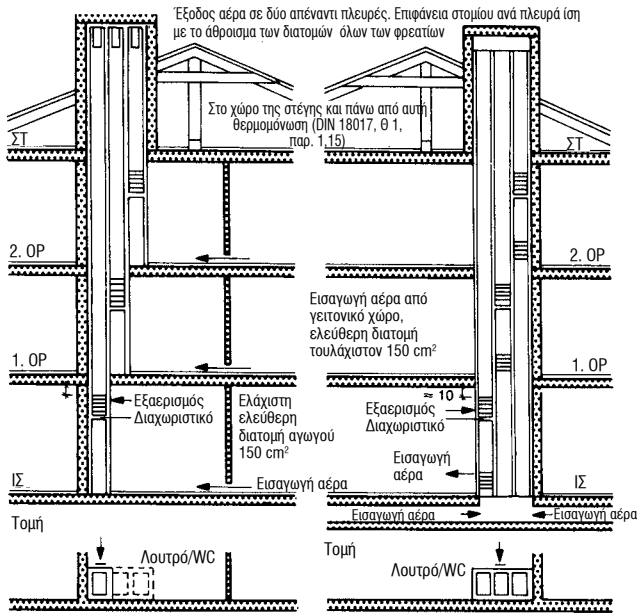 Έξοδος αέρα σε δύο απέναντι πλευρές. Επιφάνεια στομίου ανά πλευρά ίση
με το άθροισμα των διατομών όλων των φρεατίων
Στο χώρο της στέγης και πάνω από αυτή
θερμομόνωση (DIN 18017, Θ 1,
παρ. 1,15)
ΣΤ
ΣΤ
2. ΟΡ
2. ΟΡ
Εισαγωγή αέρα από
γειτονικό χώρο,
ελεύθερη διατομή
τουλάχιστον 150 cm²
1. ΟΡ
1. ΟΡ
≈ 10
Εξαερισμός
Διαχωριστικό
Ελάχιστη
ελεύθερη
διατομή αγωγού
150 cm²
Εξαερισμός
Διαχωριστικό
Εισαγωγή
αέρα
ΙΣ
Εισαγωγή αέρα
ΙΣ
Εισαγωγή αέρα
Εισαγωγή αέρα
Τομή
Τομή
Λουτρό/WC
Λουτρό/WC